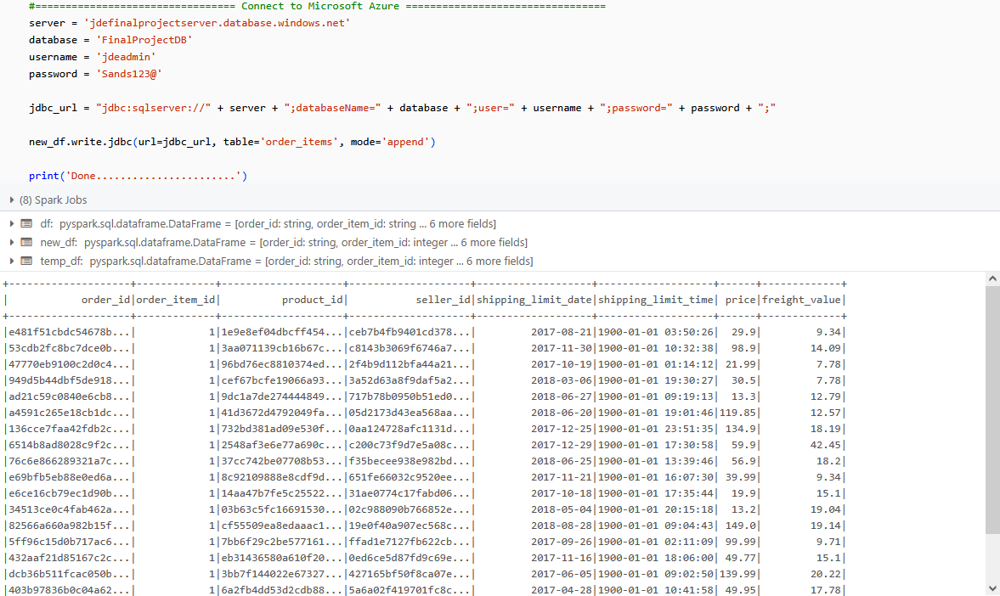 #================================= Connect to Microsoft Azure =================================
server = 'jdefinalprojectserver.database.windows.net'
database = 'FinalProjectDB'
username = 'jdeadmin'
password = 'Sands123@'
jdbc_url = "jdbc:sqlserver://" + server + ";databaseName=" + database + ";user=" + username + ";password=" + password + ";"
new_df.write.jdbc(url=jdbc_url, table='order_items', mode='append')
print('Done.......................')
(8) Spark Jobs
df: pyspark.sql.dataframe.DataFrame = [order_id: string, order_item_id: string ... 6 more fields]
new_df: pyspark.sql.dataframe.DataFrame = [order_id: string, order_item_id: integer ... 6 more fields]
temp_df: pyspark.sql.dataframe.DataFrame = [order_id: string, order_item_id: integer ... 6 more fields]
+--------------------+-------------+--------------------+--------------------+-------------------+-------------------+------+-------------+
|            order_id|order_item_id|          product_id|           seller_id|shipping_limit_date|shipping_limit_time| price|freight_value|
+--------------------+-------------+--------------------+--------------------+-------------------+-------------------+------+-------------+
|e481f51cbdc54678b...|            1|1e9e8ef04dbcff454...|ceb7b4fb9401cd378...|         2017-08-21|1900-01-01 03:50:26|  29.9|         9.34|
|53cdb2fc8bc7dce0b...|            1|3aa071139cb16b67c...|c8143b3069f6746a7...|         2017-11-30|1900-01-01 10:32:38|  98.9|        14.09|
|47770eb9100c2d0c4...|            1|96bd76ec8810374ed...|2f4b9d112bfa44a21...|         2017-10-19|1900-01-01 01:14:12| 21.99|         7.78|
|949d5b44dbf5de918...|            1|cef67bcfe19066a93...|3a52d63a8f9daf5a2...|         2018-03-06|1900-01-01 19:30:27|  30.5|         7.78|
|ad21c59c0840e6cb8...|            1|9dc1a7de274444849...|717b78b0950b51ed0...|         2018-06-27|1900-01-01 09:19:13|  13.3|        12.79|
|a4591c265e18cb1dc...|            1|41d3672d4792049fa...|05d2173d43ea568aa...|         2018-06-20|1900-01-01 19:01:46|119.85|        12.57|
|136cce7faa42fdb2c...|            1|732bd381ad09e530f...|0aa124728afc1131d...|         2017-12-25|1900-01-01 23:51:35| 134.9|        18.19|
|6514b8ad8028c9f2c...|            1|2548af3e6e77a690c...|c200c73f9d7e5a08c...|         2017-12-29|1900-01-01 17:30:58|  59.9|        42.45|
|76c6e866289321a7c...|            1|37cc742be07708b53...|f35becee938e982bd...|         2018-06-25|1900-01-01 13:39:46|  56.9|         18.2|
|e69bfb5eb88e0ed6a...|            1|8c92109888e8cdf9d...|651fe66032c9520ee...|         2017-11-21|1900-01-01 16:07:30| 39.99|         9.34|
|e6ce16cb79ec1d90b...|            1|14aa47b7fe5c25522...|31ae0774c17fabd06...|         2017-10-18|1900-01-01 17:35:44|  19.9|         15.1|
|34513ce0c4fab462a...|            1|03b63c5fc16691530...|02c988090b766852e...|         2018-05-04|1900-01-01 20:15:18|  13.2|        19.04|
|82566a660a982b15f...|            1|cf55509ea8edaaac1...|19e0f40a907ec568c...|         2018-08-28|1900-01-01 09:04:43| 149.0|        19.14|
|5ff96c15d0b717ac6...|            1|7bb6f29c2be577161...|ffad1e7127fb622cb...|         2017-09-26|1900-01-01 02:11:09| 99.99|         9.71|
|432aaf21d85167c2c...|            1|eb31436580a610f20...|0ed6ce5d87fd9c69e...|         2017-11-16|1900-01-01 18:06:00| 49.77|         15.1|
|dcb36b511fcac050b...|            1|3bb7f144022e67327...|427165bf50f8ca07e...|         2017-06-05|1900-01-01 09:02:50|139.99|        20.22|
|403b97836b0c04a62...|            1|6a2fb4dd53d2cdb88...|5a6a02f419701fc8c...|         2017-04-28|1900-01-01 10:41:58| 49.95|        17.78|